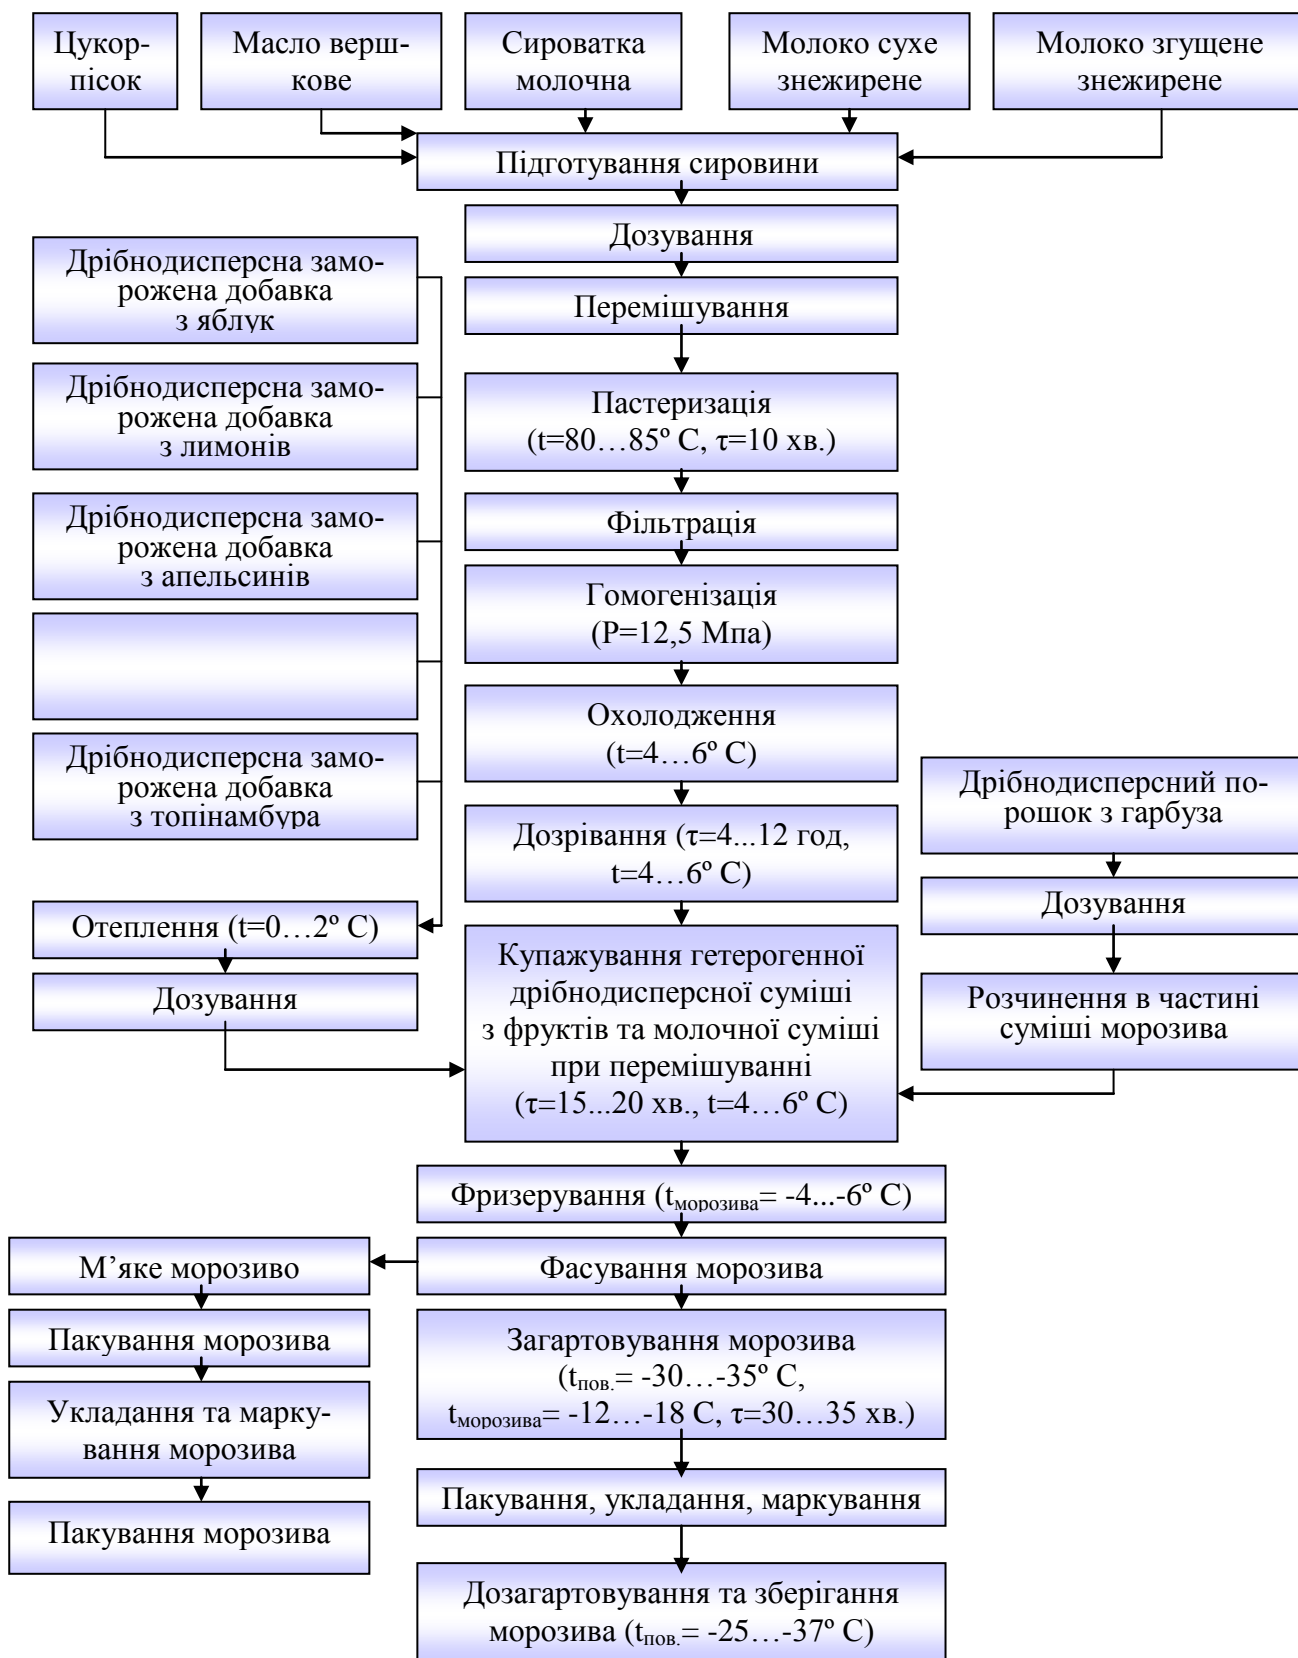 Цукор-
пісок
Масло верш-
кове
Сироватка
молочна
Молоко сухе
знежирене
Молоко згущене
знежирене
Підготування сировини
Дозування
Перемішування
Пастеризація
(t=80…85º С, τ=10 хв.)
Фільтрація
Гомогенізація
(Р=12,5 Мпа)
Охолодження
(t=4…6º С)
Дозрівання (τ=4...12 год,
t=4…6º С)
Дрібнодисперсна замо-
рожена добавка
з яблук
Дрібнодисперсна замо-
рожена добавка
з лимонів
Дрібнодисперсна замо-
рожена добавка
з апельсинів
Дрібнодисперсна замо-
рожена добавка
з топінамбура
Отеплення (t=0…2º С)
Дозування
Дрібнодисперсний по-
рошок з гарбуза
Дозування
Розчинення в частині
суміші морозива
Купажування гетерогенної
дрібнодисперсної суміші
з фруктів та молочної суміші
при перемішуванні
(τ=15...20 хв., t=4…6º С)
Фризерування (tморозива= -4...-6º С)
Фасування морозива
М’яке морозиво
Пакування морозива
Укладання та марку-
вання морозива
Пакування морозива
Загартовування морозива
(tпов.= -30…-35º С,
tморозива= -12…-18 С, τ=30…35 хв.)
Пакування, укладання, маркування
Дозагартовування та зберігання
морозива (tпов.= -25…-37º С)